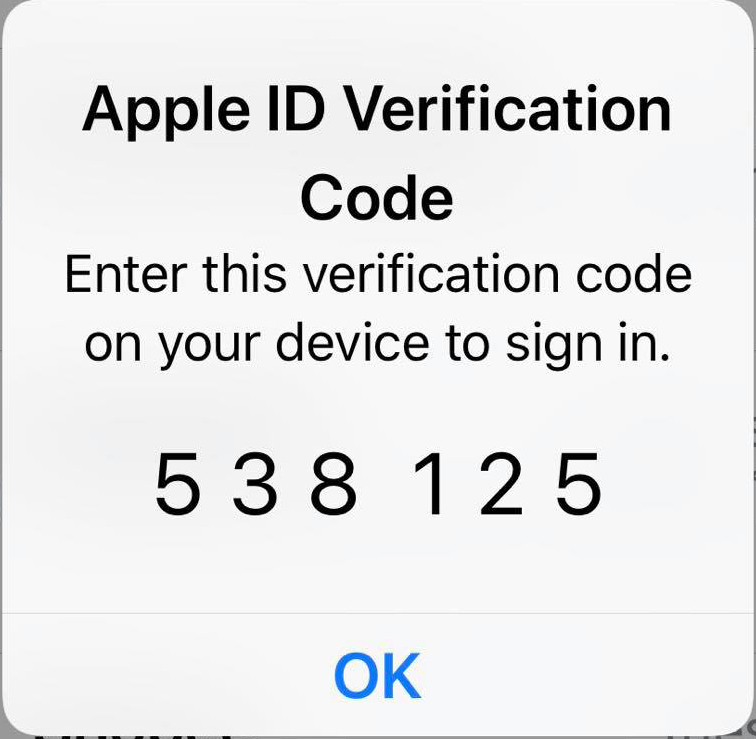 Apple ID Verification
Code
Enter this verification code
on your device to sign in.
538 125
OK